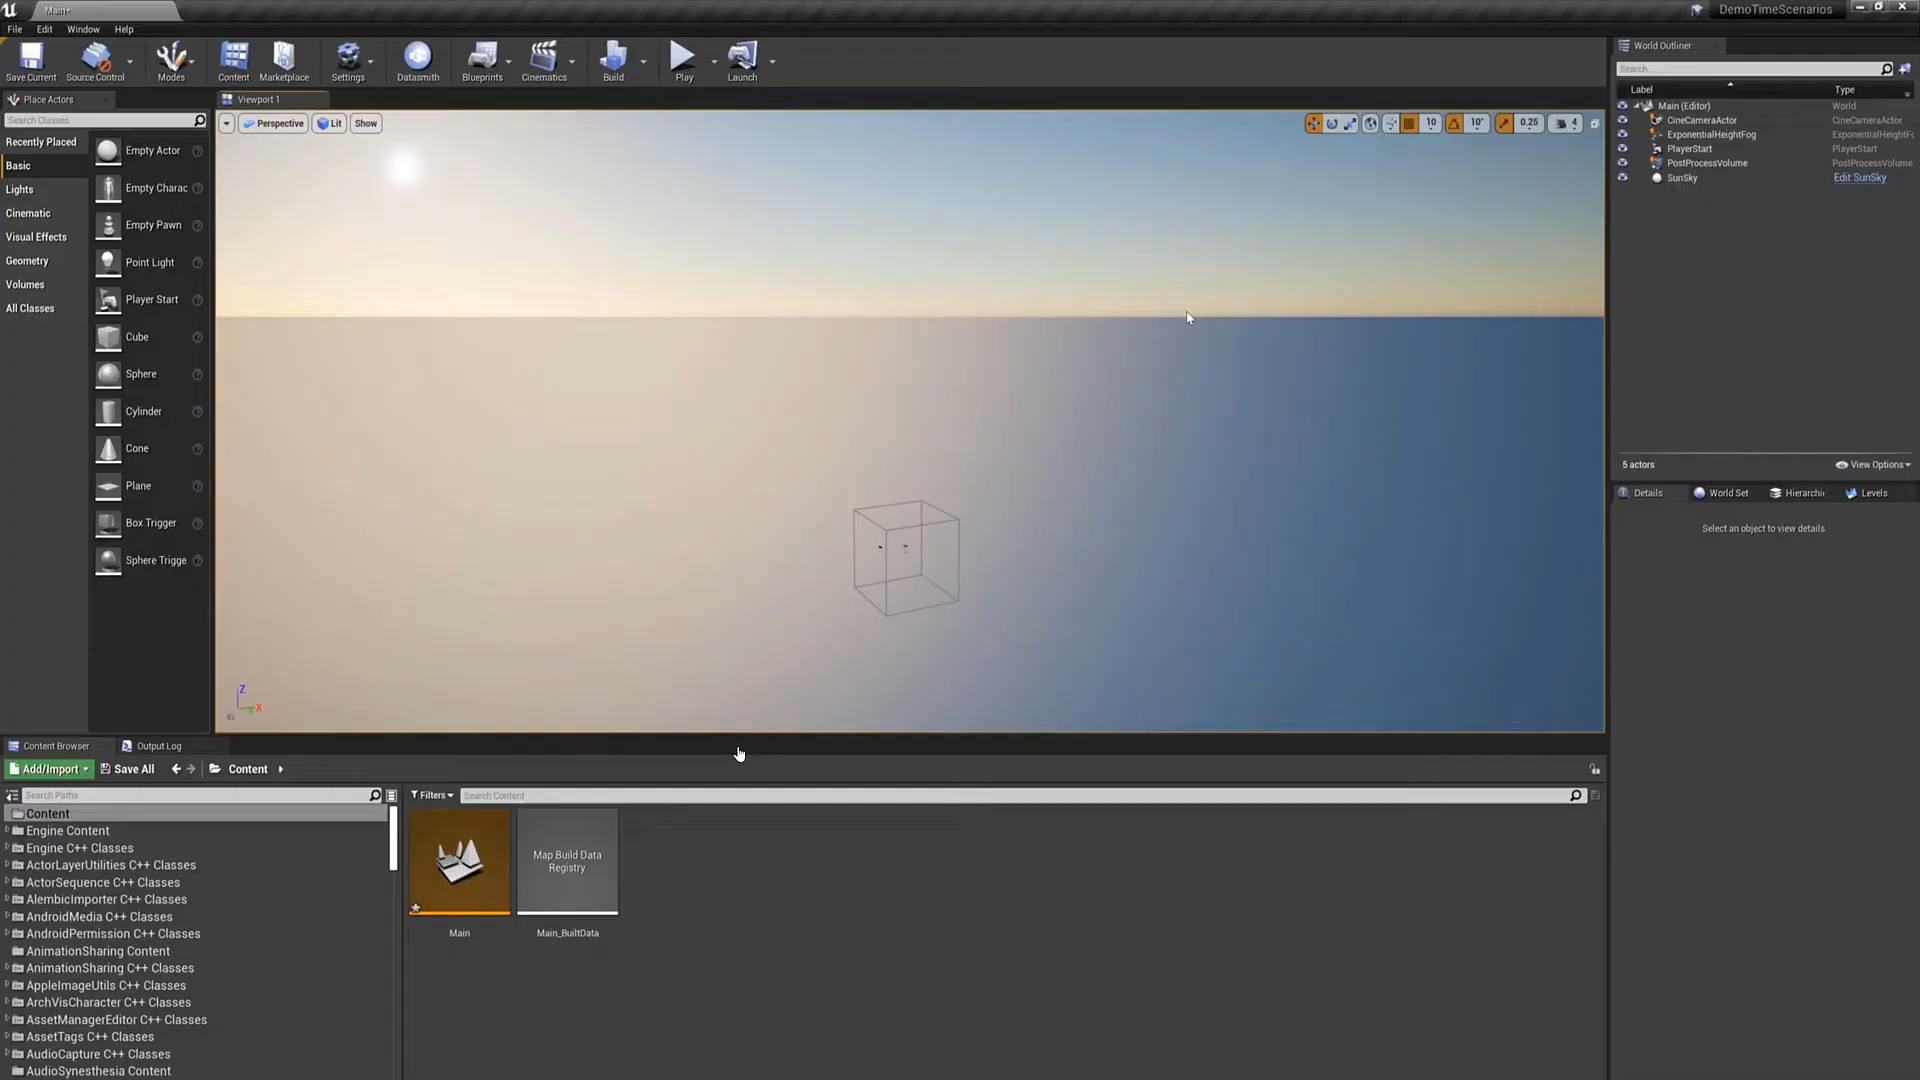 Main*
DemoTimeScenarios
File Edit Window Help
Save Current
Source Control
Modes
Content
Marketplace
Settings
Datasmith
Blueprints
Cinematics
Build
Play
Launch
Place Actors
Search Classes
Recently Placed
Basic
Lights
Cinematic
Visual Effects
Geometry
Volumes
All Classes
Empty Actor
Empty Charac
Empty Pawn
Point Light
Player Start
Cube
Sphere
Cylinder
Cone
Plane
Box Trigger
Sphere Trigge
Viewport 1
Perspective Lit Show
10 10° 0.25 4
Z
X
World Outliner
Search...
Label Type
Main (Editor) World
CineCameraActor CineCameraActor
ExponentialHeightFog ExponentialHeightFo
PlayerStart PlayerStart
PostProcessVolume PostProcessVolume
SunSky Edit SunSky
5 actors View Options
Details World Set Hierarchi Levels
Select an object to view details.
Content Browser Output Log
Add/Import Save All Content
Search Paths
Content
Engine Content
Engine C++ Classes
ActorLayerUtilities C++ Classes
ActorSequence C++ Classes
AlembicImporter C++ Classes
AndroidMedia C++ Classes
AndroidPermission C++ Classes
AnimationSharing Content
AnimationSharing C++ Classes
AppleImageUtils C++ Classes
ArchVisCharacter C++ Classes
AssetManagerEditor C++ Classes
AssetTags C++ Classes
AudioCapture C++ Classes
AudioSynesthesia Content
Filters Search Content
Map Build Data
Registry
Main
Main_BuiltData